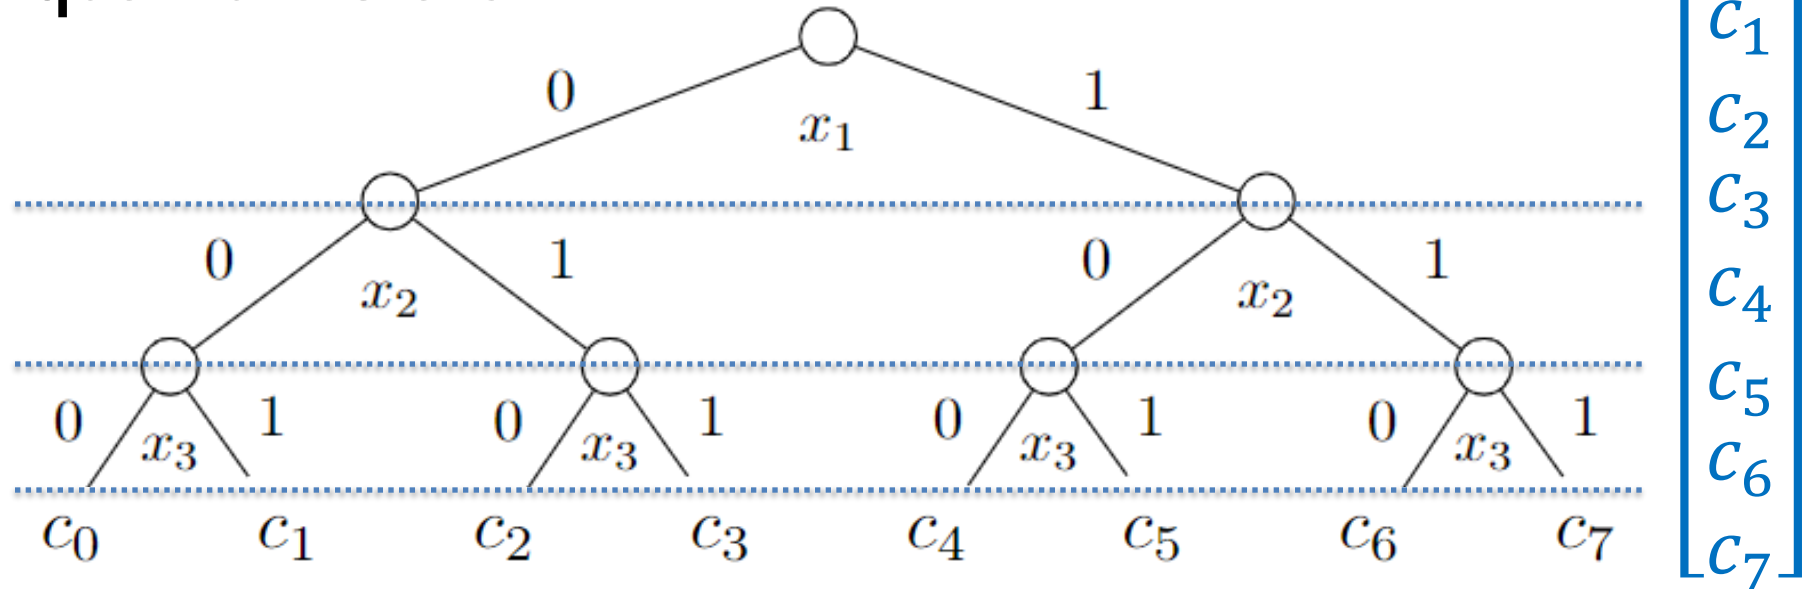 0 x₁ 1
0 x₂ 1 0 x₂ 1
0 x₃ 1 0 x₃ 1 0 x₃ 1 0 x₃ 1
c₀ c₁ c₂ c₃ c₄ c₅ c₆ c₇
c₁
c₂
c₃
c₄
c₅
c₆
c₇